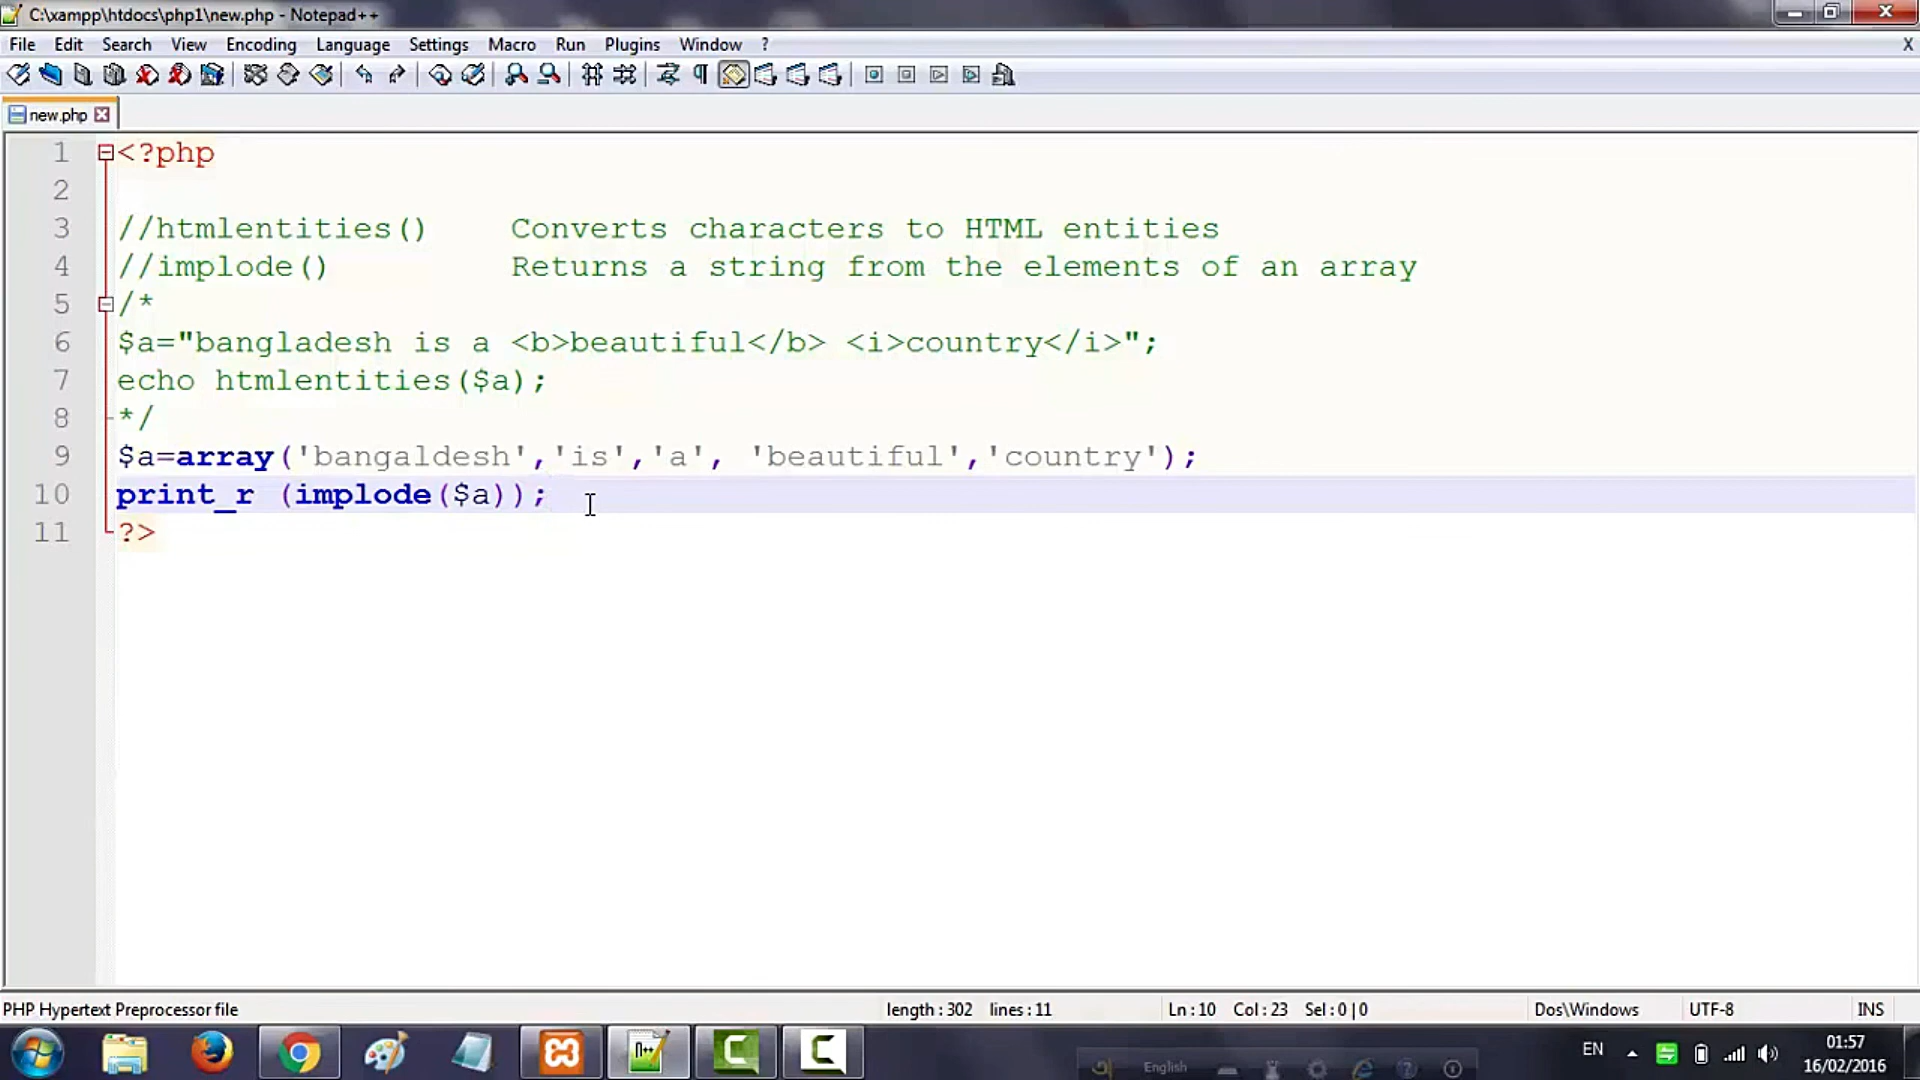 C:\xampp\htdocs\php1\new.php - Notepad++
File Edit Search View Encoding Language Settings Macro Run Plugins Window ? X
new.php
1 <?php
2
3 //htmlentities() Converts characters to HTML entities
4 //implode() Returns a string from the elements of an array
5 /*
6 $a="bangladesh is a <b>beautiful</b> <i>country</i>";
7 echo htmlentities($a);
8 */
9 $a=array('bangaldesh','is','a', 'beautiful','country');
10 print_r (implode($a));
11 ?>
PHP Hypertext Preprocessor file length : 302 lines : 11 Ln : 10 Col : 23 Sel : 0 | 0 Dos\Windows UTF-8 INS
English
EN
01:57
16/02/2016